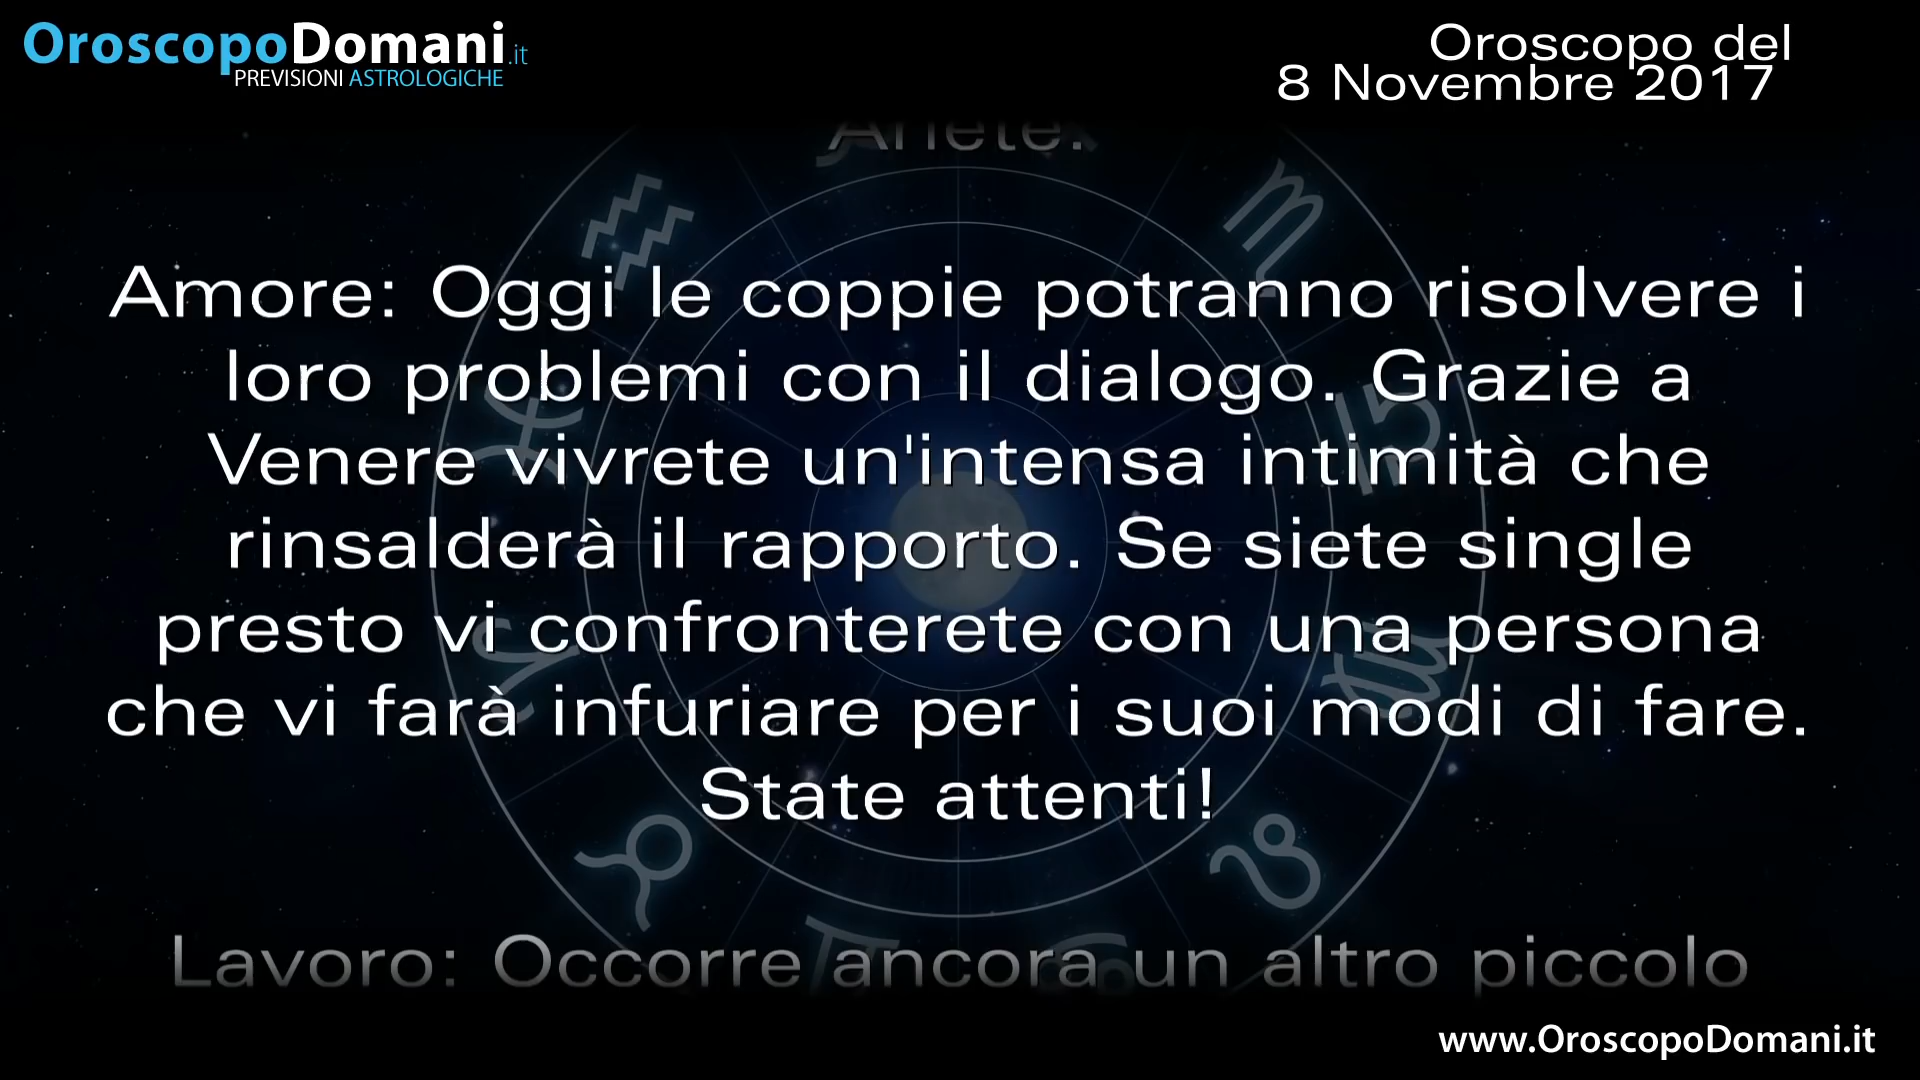 OroscopoDomani.it
PREVISIONI ASTROLOGICHE
Oroscopo del
8 Novembre 2017
Ariete:
Amore: Oggi le coppie potranno risolvere i
loro problemi con il dialogo. Grazie a
Venere vivrete un'intensa intimità che
rinsalderà il rapporto. Se siete single
presto vi confronterete con una persona
che vi farà infuriare per i suoi modi di fare.
State attenti!
Lavoro: Occorre ancora un altro piccolo
www.OroscopoDomani.it